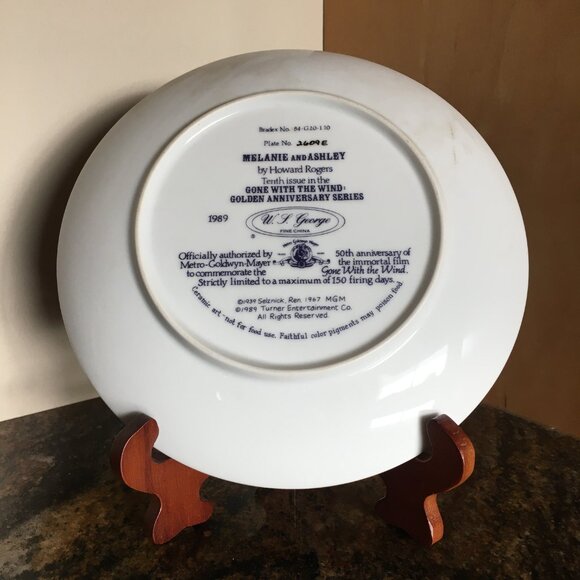 Bradex No. 84-G20-1 10
Plate No. 2609E
MELANIE AND ASHLEY
by Howard Rogers
Tenth issue in the
GONE WITH THE WIND:
GOLDEN ANNIVERSARY SERIES
1989
W. S. George
FINE CHINA
®
Officially authorized by
Metro-Goldwyn-Mayer
to commemorate the
50th anniversary of
the immortal film
Gone With the Wind.
Strictly limited to a maximum of 150 firing days.
©1939 Selznick, Ren. 1967 MGM
©1989 Turner Entertainment Co.
All Rights Reserved.
Ceramic art-not for food use. Faithful color pigments may poison food.